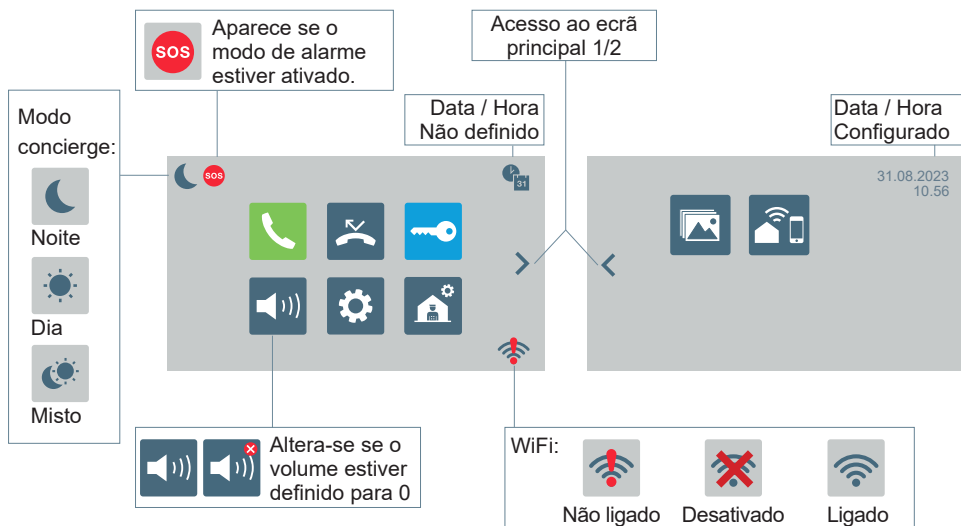 SOS
Aparece se o
modo de alarme
estiver ativado.
Acesso ao ecrã
principal 1/2
Modo
concierge:
Noite
Dia
Misto
Data / Hora
Não definido
Data / Hora
Configurado
SOS
31
31.08.2023
10.56
Altera-se se o
volume estiver
definido para 0
WiFi:
Não ligado
Desativado
Ligado